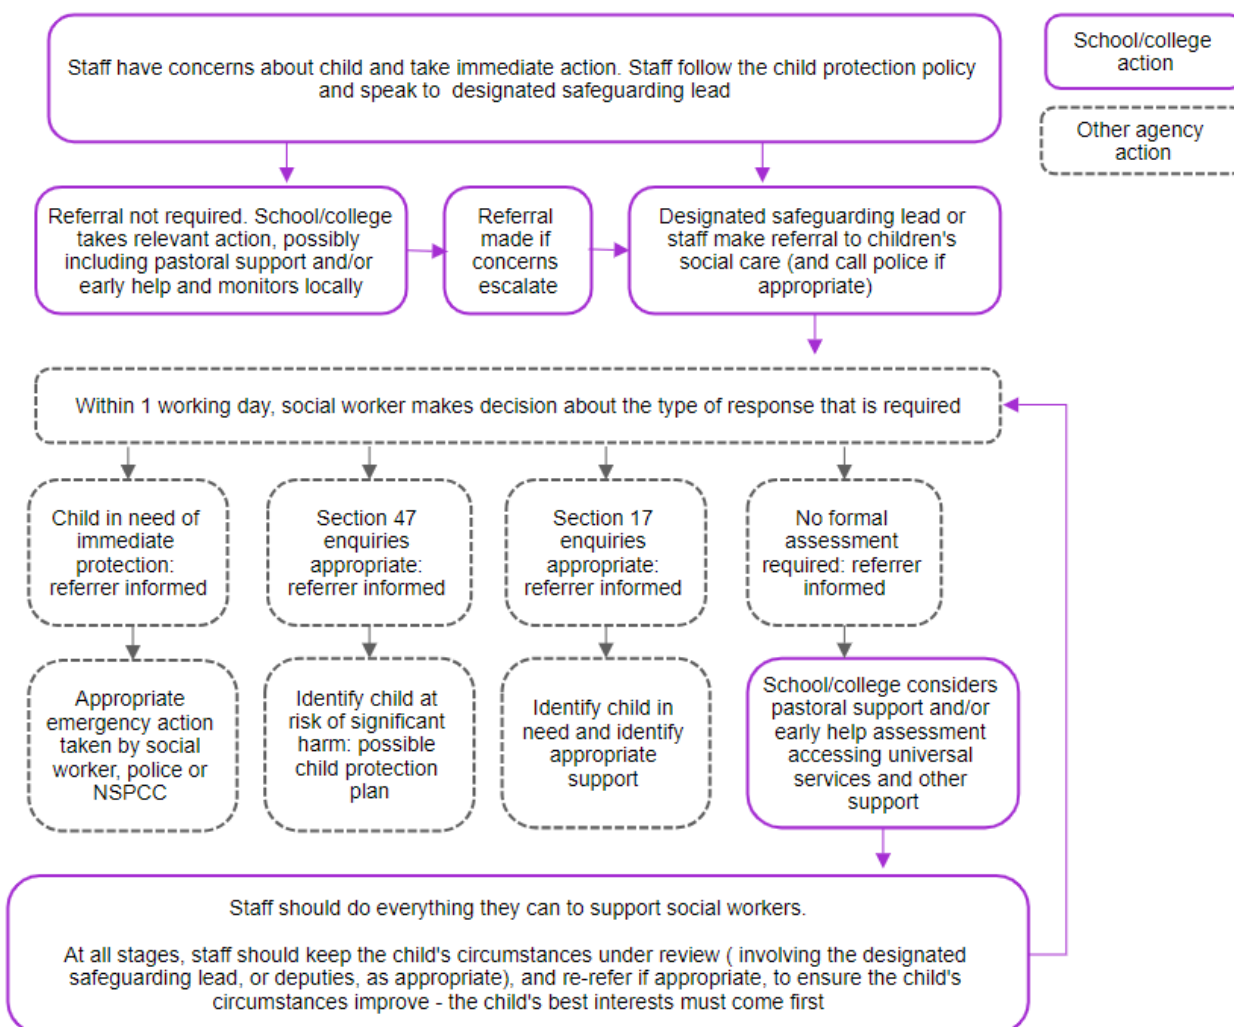 Staff have concerns about child and take immediate action. Staff follow the child protection policy
and speak to  designated safeguarding lead
School/college
action
Other agency
action
Referral not required. School/college
takes relevant action, possibly
including pastoral support and/or
early help and monitors locally
Referral
made if
concerns
escalate
Designated safeguarding lead or
staff make referral to children's
social care (and call police if
appropriate)
Within 1 working day, social worker makes decision about the type of response that is required
Child in need of
immediate
protection:
referrer informed
Section 47
enquiries
appropriate:
referrer informed
Section 17
enquiries
appropriate:
referrer informed
No formal
assessment
required: referrer
informed
Appropriate
emergency action
taken by social
worker, police or
NSPCC
Identify child at
risk of significant
harm: possible
child protection
plan
Identify child in
need and identify
appropriate
support
School/college considers
pastoral support and/or
early help assessment
accessing universal
services and other
support
Staff should do everything they can to support social workers.
At all stages, staff should keep the child's circumstances under review ( involving the designated
safeguarding lead, or deputies, as appropriate), and re-refer if appropriate, to ensure the child's
circumstances improve - the child's best interests must come first